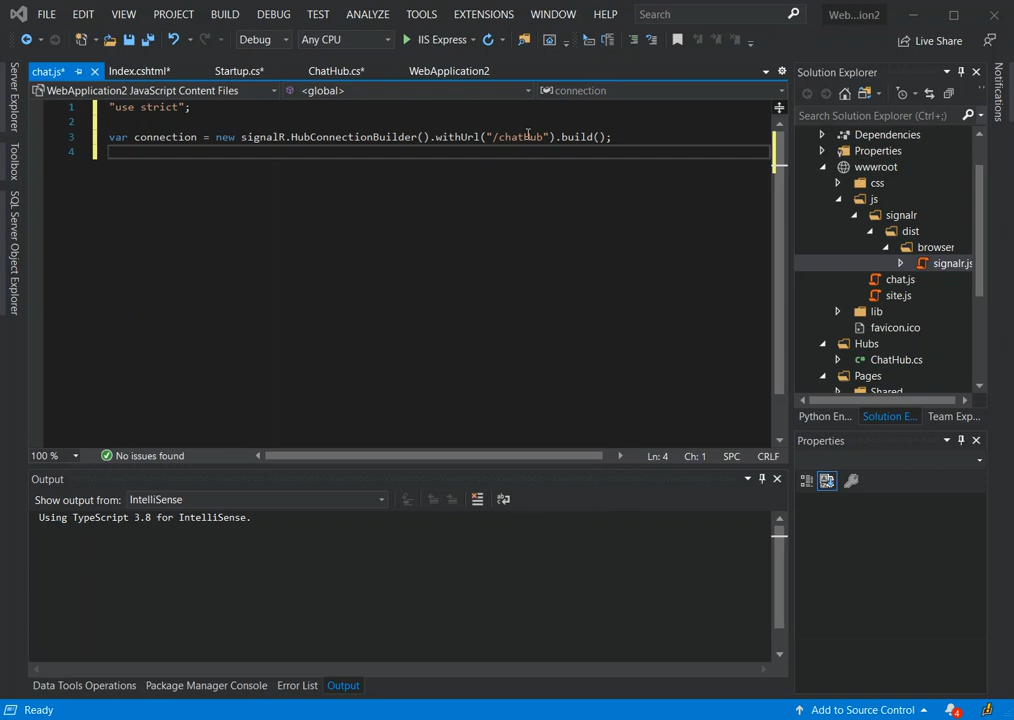 FILE EDIT VIEW PROJECT BUILD DEBUG TEST ANALYZE TOOLS EXTENSIONS WINDOW HELP Search Web...ion2
Debug Any CPU IIS Express Live Share
chat.js* Index.cshtml* Startup.cs* ChatHub.cs* WebApplication2
WebApplication2 JavaScript Content Files <global> connection
1 "use strict";
2
3 var connection = new signalR.HubConnectionBuilder().withUrl("/chatHub").build();
4
100 % No issues found Ln: 4 Ch: 1 SPC CRLF
Output
Show output from: IntelliSense
Using TypeScript 3.8 for IntelliSense.
Data Tools Operations Package Manager Console Error List Output
Ready Add to Source Control 4
Server Explorer
Toolbox
SQL Server Object Explorer
Solution Explorer
Search Solution Explorer (Ctrl+;)
Dependencies
Properties
wwwroot
css
js
signalr
dist
browser
signalr.js
chat.js
site.js
lib
favicon.ico
Hubs
C# ChatHub.cs
Pages
Shared
Python En... Solution E... Team Exp...
Properties
Notifications